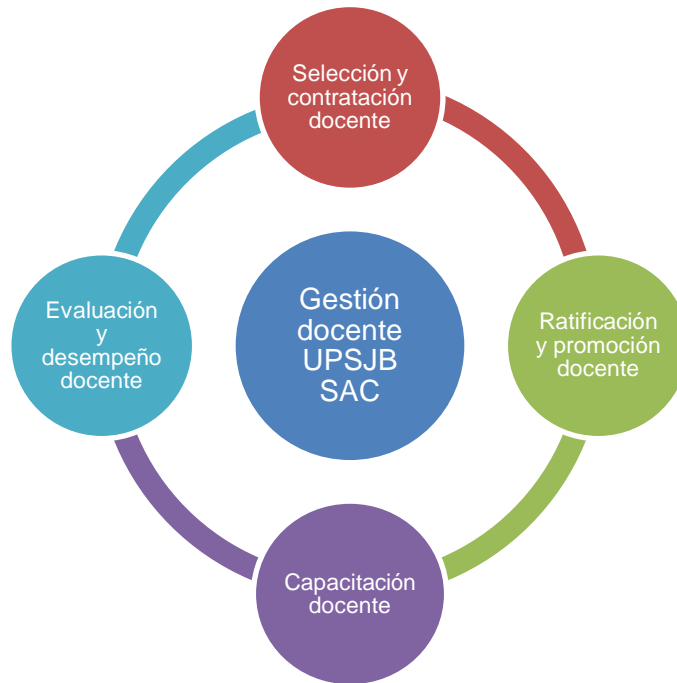 Selección y
contratación
docente
Evaluación
y
desempeño
docente
Gestión
docente
UPSJB
SAC
Ratificación
y promoción
docente
Capacitación
docente